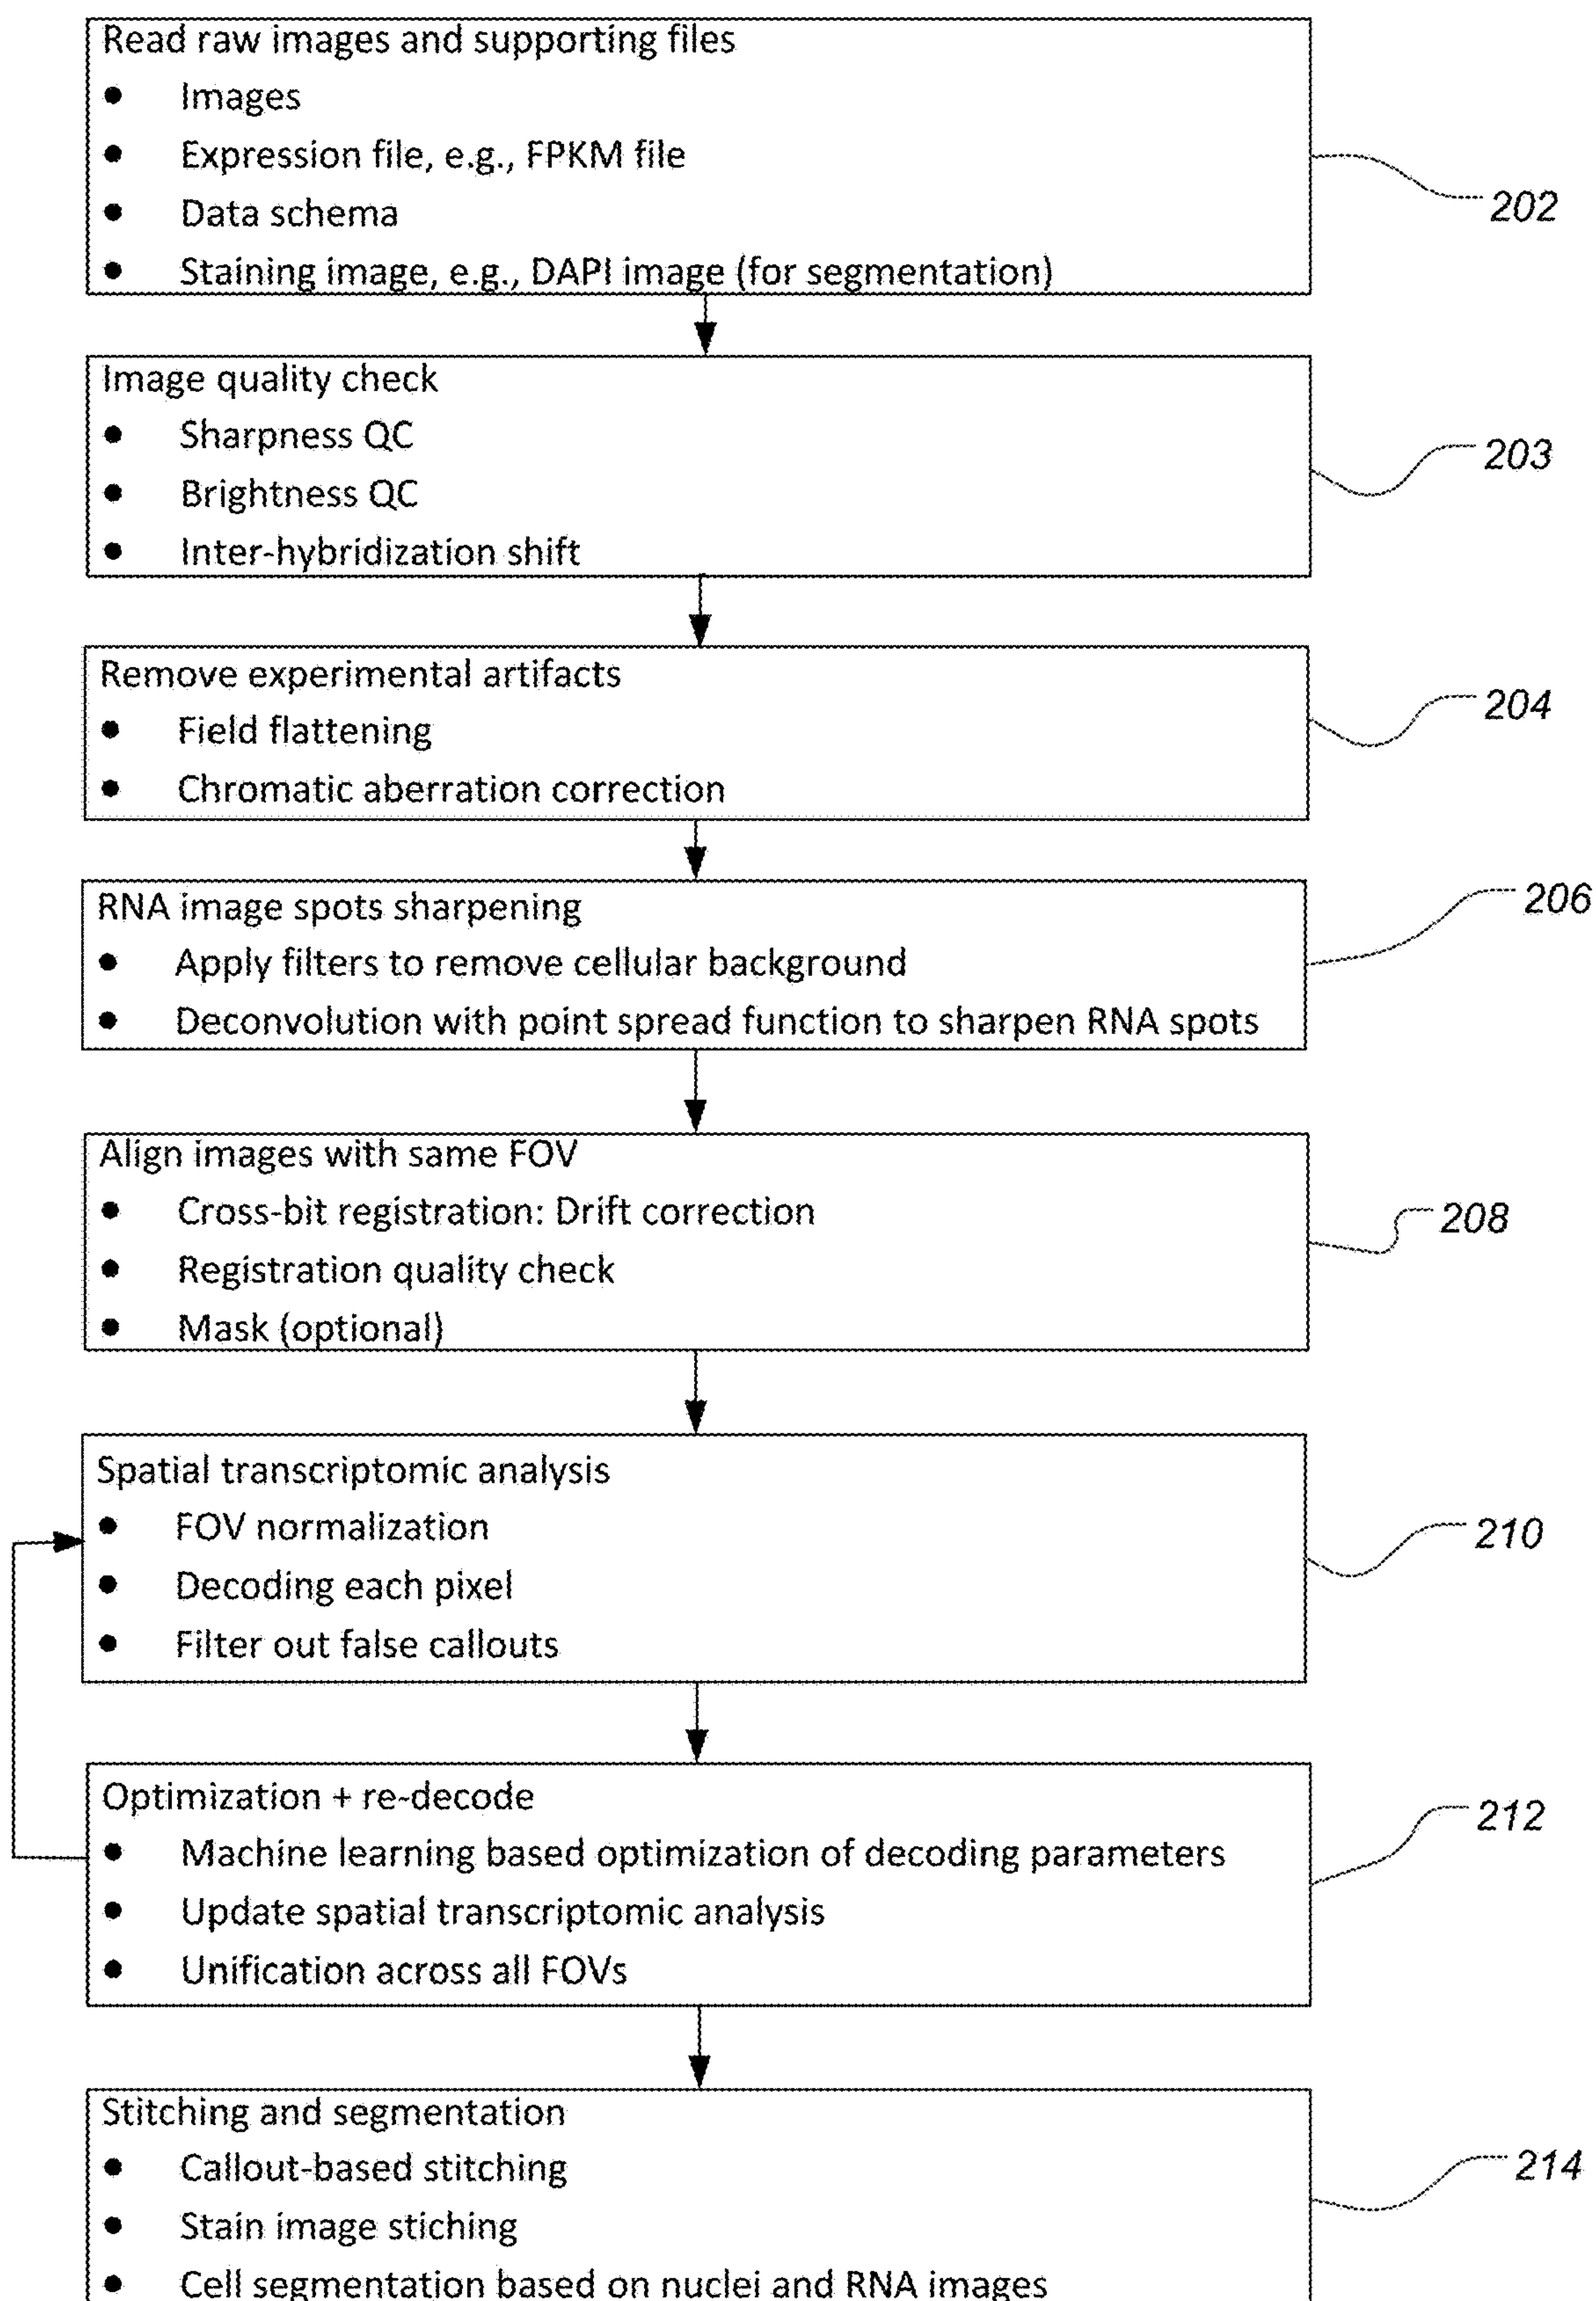 Read raw images and supporting files
● Images
● Expression file, e.g., FPKM file
● Data schema
● Staining image, e.g., DAPI image (for segmentation)
202
Image quality check
● Sharpness QC
● Brightness QC
● Inter-hybridization shift
203
Remove experimental artifacts
● Field flattening
● Chromatic aberration correction
204
RNA image spots sharpening
● Apply filters to remove cellular background
● Deconvolution with point spread function to sharpen RNA spots
206
Align images with same FOV
● Cross-bit registration: Drift correction
● Registration quality check
● Mask (optional)
208
Spatial transcriptomic analysis
● FOV normalization
● Decoding each pixel
● Filter out false callouts
210
Optimization + re-decode
● Machine learning based optimization of decoding parameters
● Update spatial transcriptomic analysis
● Unification across all FOVs
212
Stitching and segmentation
● Callout-based stitching
● Stain image stiching
● Cell segmentation based on nuclei and RNA images
214